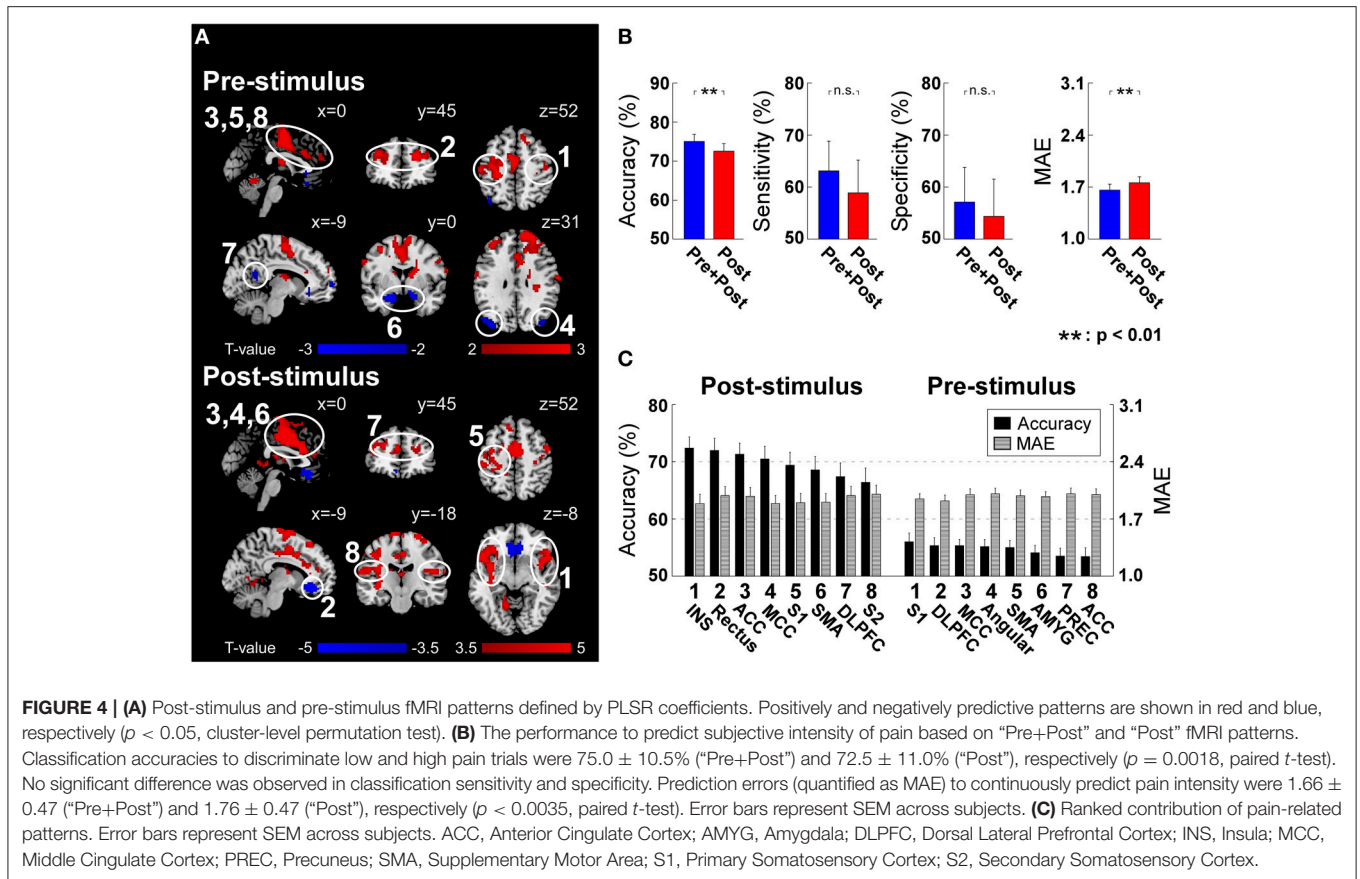 A
Pre-stimulus
3,5,8
x=0
y=45
z=52
2
1
x=-9
y=0
z=31
7
6
4
T-value
-3
-2
2
3
Post-stimulus
3,4,6
x=0
y=45
z=52
7
5
x=-9
y=-18
z=-8
8
2
1
T-value
-5
-3.5
3.5
5
B
Accuracy (%)
90
80
70
60
50
**
Pre+Post
Post
Sensitivity (%)
80
70
60
50
n.s.
Pre+Post
Post
Specificity (%)
80
70
60
50
n.s.
Pre+Post
Post
MAE
3.1
2.4
1.7
1.0
**
Pre+Post
Post
**: p < 0.01
C
Post-stimulus
Pre-stimulus
Accuracy (%)
80
70
60
50
Accuracy
MAE
3.1
2.4
1.7
1.0
MAE
1 2 3 4 5 6 7 8
INS Rectus ACC MCC S1 SMA DLPFC S2
1 2 3 4 5 6 7 8
S1 DLPFC MCC Angular SMA AMYG PREC ACC
FIGURE 4 | (A) Post-stimulus and pre-stimulus fMRI patterns defined by PLSR coefficients. Positively and negatively predictive patterns are shown in red and blue,
respectively (p < 0.05, cluster-level permutation test). (B) The performance to predict subjective intensity of pain based on “Pre+Post” and “Post” fMRI patterns.
Classification accuracies to discriminate low and high pain trials were 75.0 ± 10.5% (“Pre+Post”) and 72.5 ± 11.0% (“Post”), respectively (p = 0.0018, paired t-test).
No significant difference was observed in classification sensitivity and specificity. Prediction errors (quantified as MAE) to continuously predict pain intensity were 1.66 ±
0.47 (“Pre+Post”) and 1.76 ± 0.47 (“Post”), respectively (p < 0.0035, paired t-test). Error bars represent SEM across subjects. (C) Ranked contribution of pain-related
patterns. Error bars represent SEM across subjects. ACC, Anterior Cingulate Cortex; AMYG, Amygdala; DLPFC, Dorsal Lateral Prefrontal Cortex; INS, Insula; MCC,
Middle Cingulate Cortex; PREC, Precuneus; SMA, Supplementary Motor Area; S1, Primary Somatosensory Cortex; S2, Secondary Somatosensory Cortex.